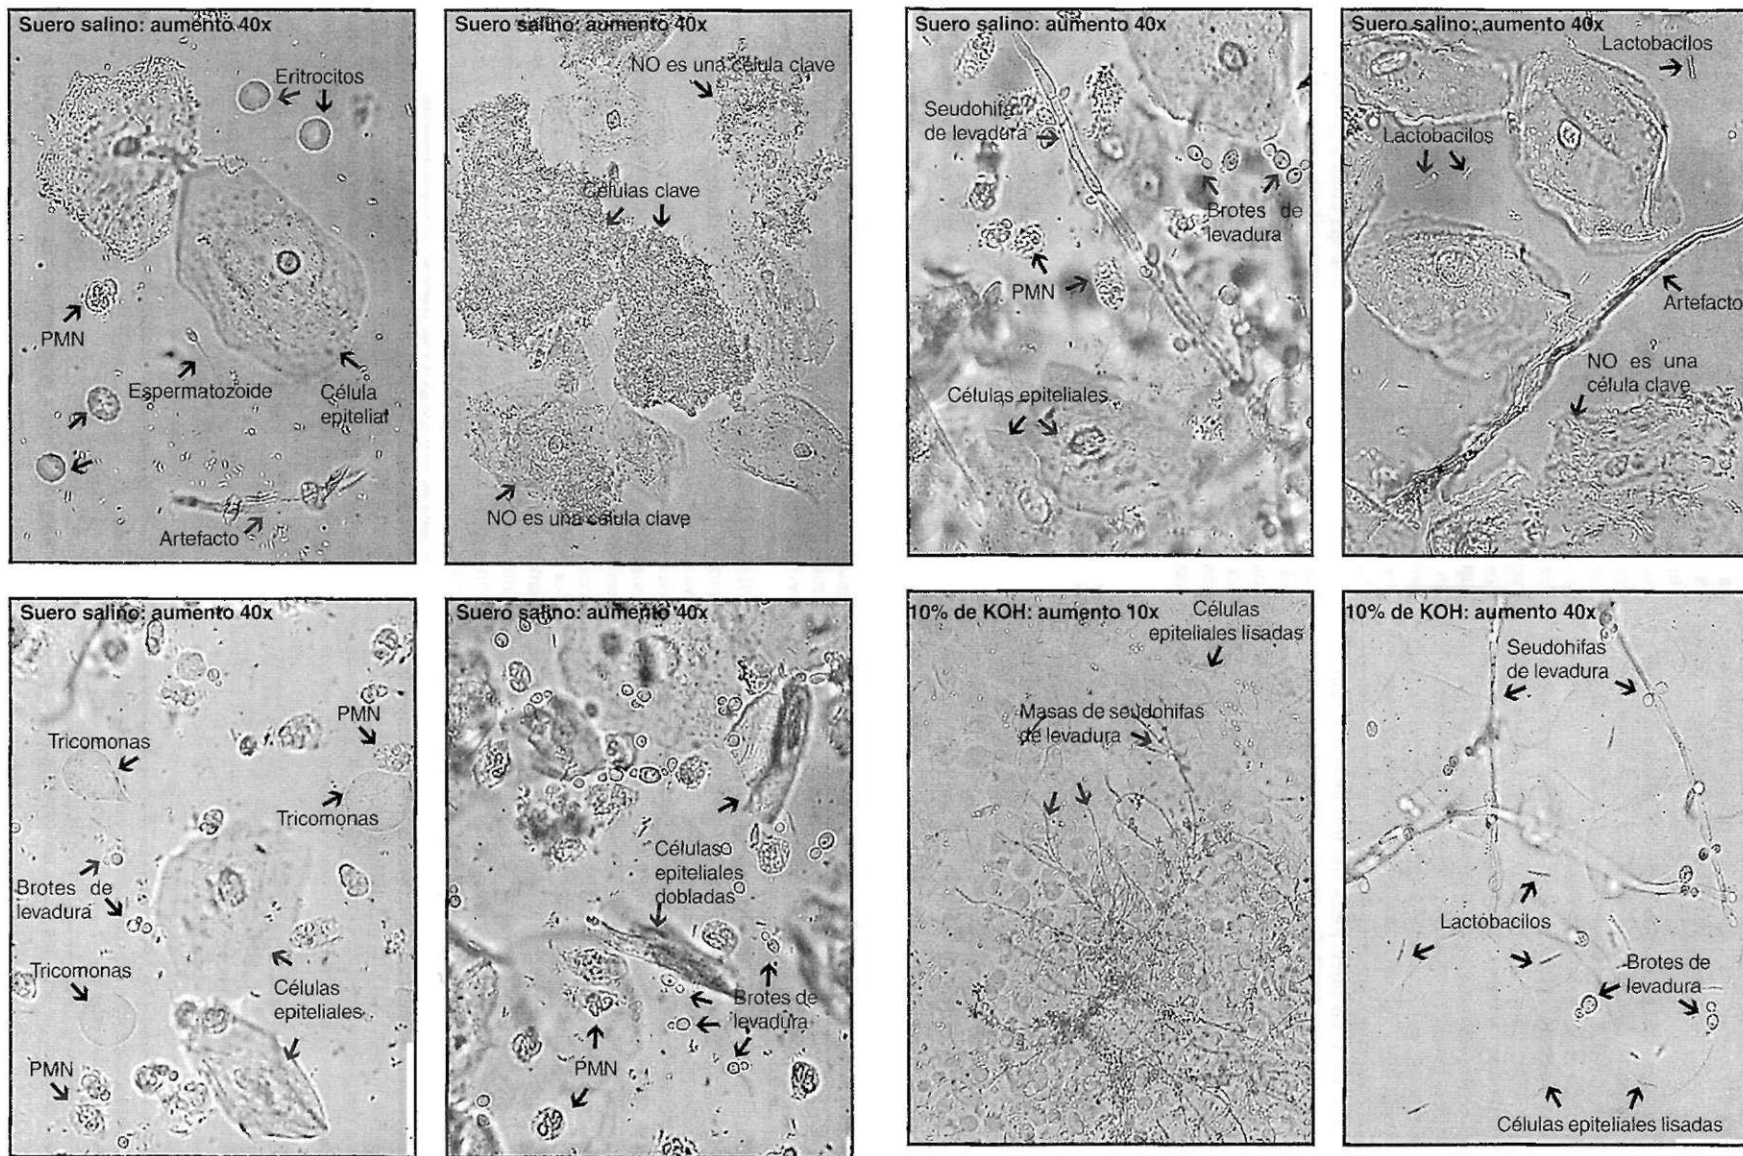 Suero salino: aumento 40x
Eritrocitos
PMN
Espermatozoide
Célula
epitelial
Artefacto
Suero salino: aumento 40x
NO es una célula clave
Células clave
NO es una célula clave
Suero salino: aumento 40x
Seudohifa
de levadura
Brotes de
levadura
PMN
Células epiteliales
Suero salino: aumento 40x
Lactobacilos
Lactobacilos
Artefacto
NO es una
célula clave
Suero salino: aumento 40x
PMN
Tricomonas
Tricomonas
Brotes de
levadura
Tricomonas
Células
epiteliales
PMN
Suero salino: aumento 40x
Células
epiteliales
dobladas
Brotes de
levadura
PMN
10% de KOH: aumento 10x
Células
epiteliales lisadas
Masas de seudohifas
de levadura
10% de KOH: aumento 40x
Seudohifas
de levadura
Lactobacilos
Brotes de
levadura
Células epiteliales lisadas